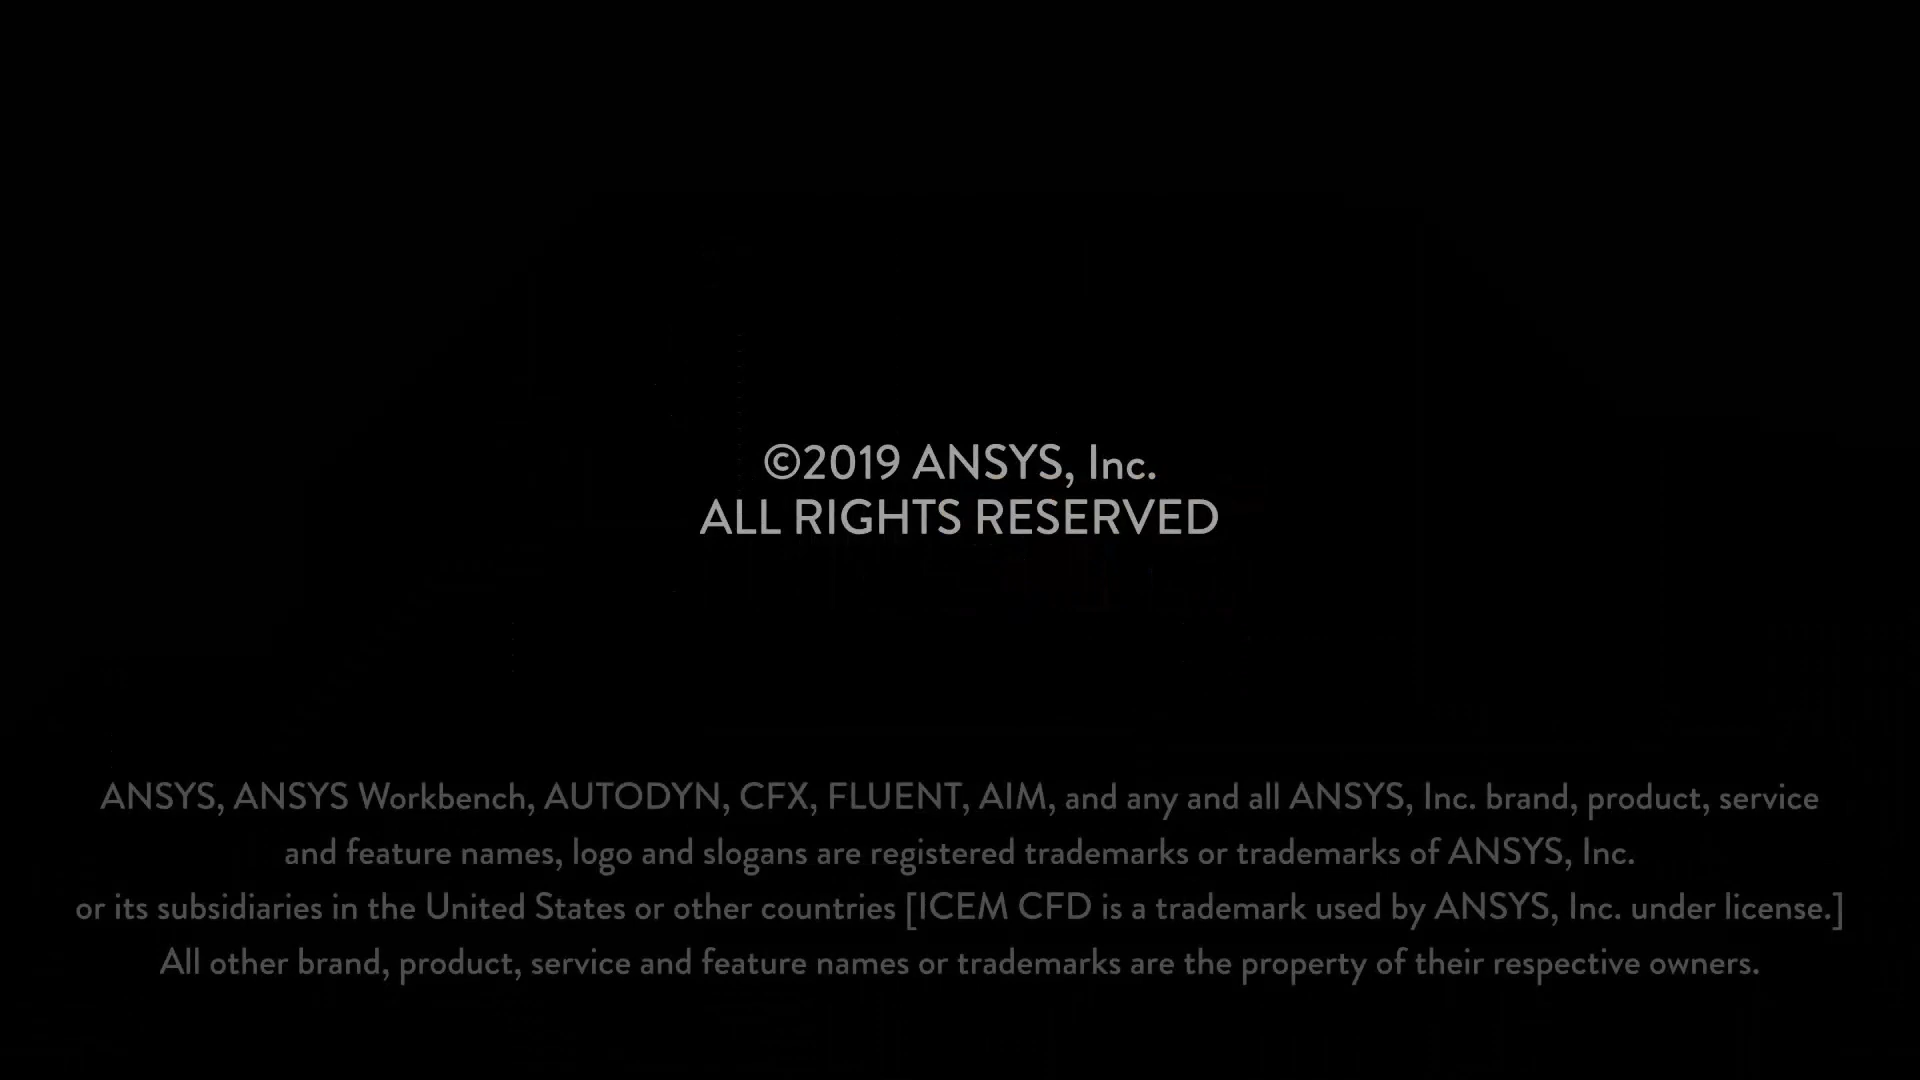 ©2019 ANSYS, Inc.
ALL RIGHTS RESERVED
ANSYS, ANSYS Workbench, AUTODYN, CFX, FLUENT, AIM, and any and all ANSYS, Inc. brand, product, service
and feature names, logo and slogans are registered trademarks or trademarks of ANSYS, Inc.
or its subsidiaries in the United States or other countries [ICEM CFD is a trademark used by ANSYS, Inc. under license.]
All other brand, product, service and feature names or trademarks are the property of their respective owners.